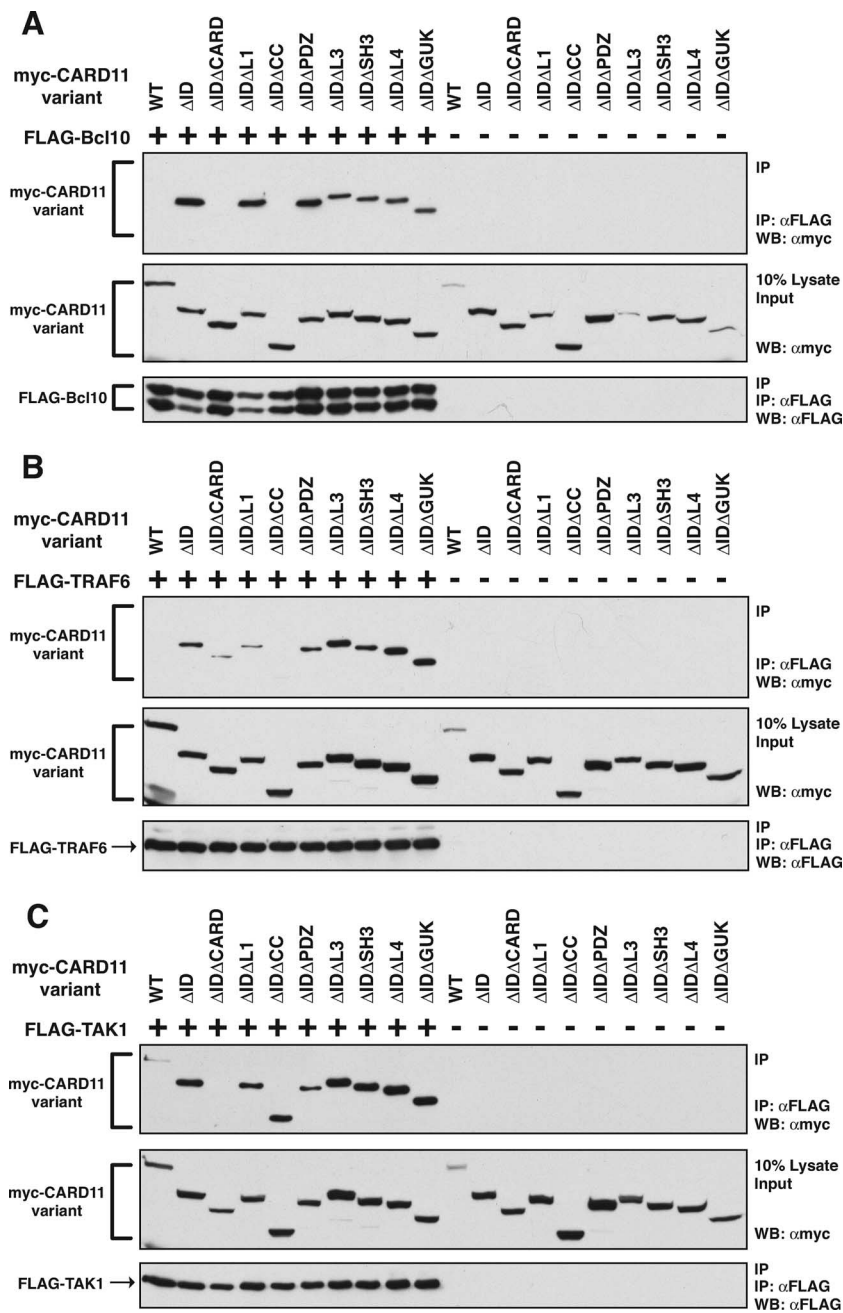 A
myc-CARD11 variant
WT ΔID ΔIDΔCARD ΔIDΔL1 ΔIDΔCC ΔIDΔPDZ ΔIDΔL3 ΔIDΔSH3 ΔIDΔL4 ΔIDΔGUK WT ΔID ΔIDΔCARD ΔIDΔL1 ΔIDΔCC ΔIDΔPDZ ΔIDΔL3 ΔIDΔSH3 ΔIDΔL4 ΔIDΔGUK
FLAG-Bcl10 + + + + + + + + + + - - - - - - - - - -
myc-CARD11
variant
IP
IP: αFLAG
WB: αmyc
myc-CARD11
variant
10% Lysate
Input
WB: αmyc
FLAG-Bcl10
IP
IP: αFLAG
WB: αFLAG
B
myc-CARD11
variant
WT ΔID ΔIDΔCARD ΔIDΔL1 ΔIDΔCC ΔIDΔPDZ ΔIDΔL3 ΔIDΔSH3 ΔIDΔL4 ΔIDΔGUK WT ΔID ΔIDΔCARD ΔIDΔL1 ΔIDΔCC ΔIDΔPDZ ΔIDΔL3 ΔIDΔSH3 ΔIDΔL4 ΔIDΔGUK
FLAG-TRAF6 + + + + + + + + + + - - - - - - - - - -
myc-CARD11
variant
IP
IP: αFLAG
WB: αmyc
myc-CARD11
variant
10% Lysate
Input
WB: αmyc
FLAG-TRAF6 →
IP
IP: αFLAG
WB: αFLAG
C
myc-CARD11
variant
WT ΔID ΔIDΔCARD ΔIDΔL1 ΔIDΔCC ΔIDΔPDZ ΔIDΔL3 ΔIDΔSH3 ΔIDΔL4 ΔIDΔGUK WT ΔID ΔIDΔCARD ΔIDΔL1 ΔIDΔCC ΔIDΔPDZ ΔIDΔL3 ΔIDΔSH3 ΔIDΔL4 ΔIDΔGUK
FLAG-TAK1 + + + + + + + + + + - - - - - - - - - -
myc-CARD11
variant
IP
IP: αFLAG
WB: αmyc
myc-CARD11
variant
10% Lysate
Input
WB: αmyc
FLAG-TAK1 →
IP
IP: αFLAG
WB: αFLAG